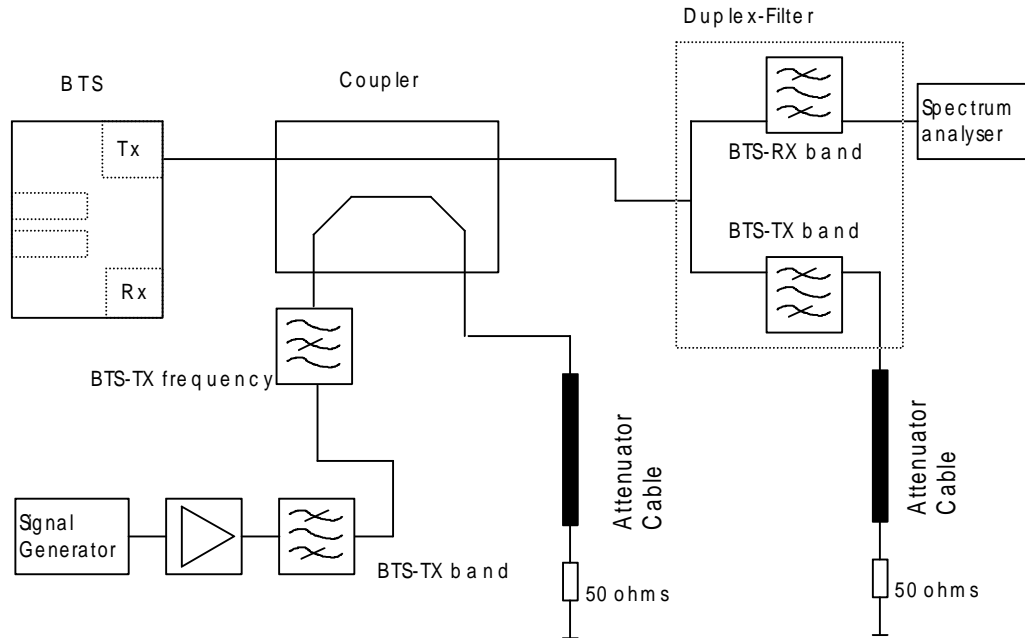 Duplex-Filter
BTS
Coupler
Tx
Spectrum
analyser
BTS-RX band
BTS-TX band
Rx
BTS-TX frequency
Attenuator
Cable
Attenuator
Cable
Signal
Generator
BTS-TX band
50 ohms
50 ohms